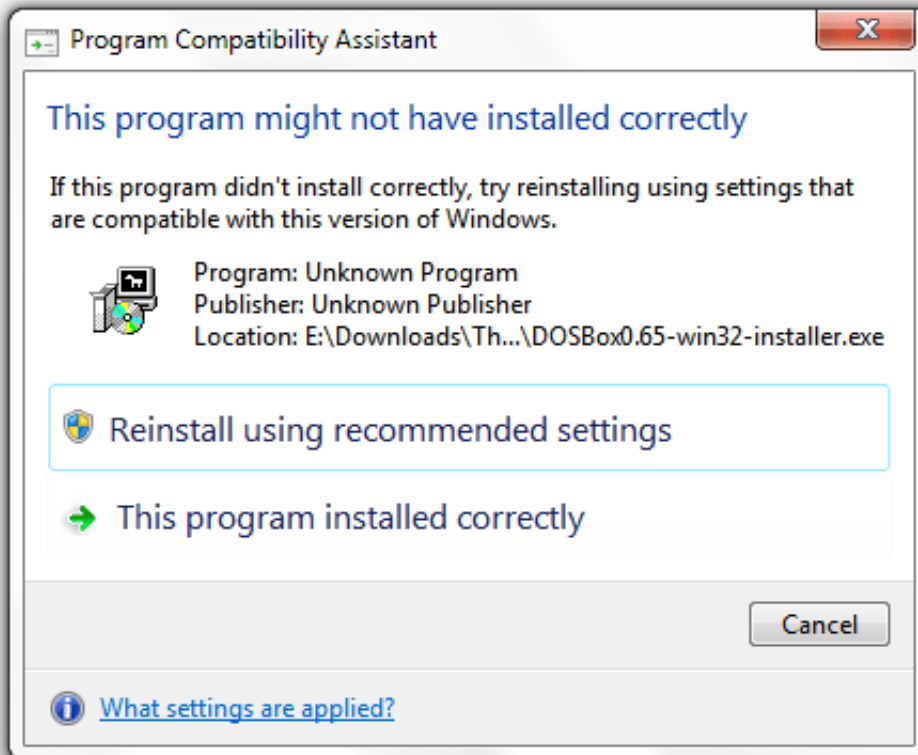 Program Compatibility Assistant
This program might not have installed correctly
If this program didn't install correctly, try reinstalling using settings that
are compatible with this version of Windows.
Program: Unknown Program
Publisher: Unknown Publisher
Location: E:\Downloads\Th...\DOSBox0.65-win32-installer.exe
Reinstall using recommended settings
This program installed correctly
Cancel
What settings are applied?